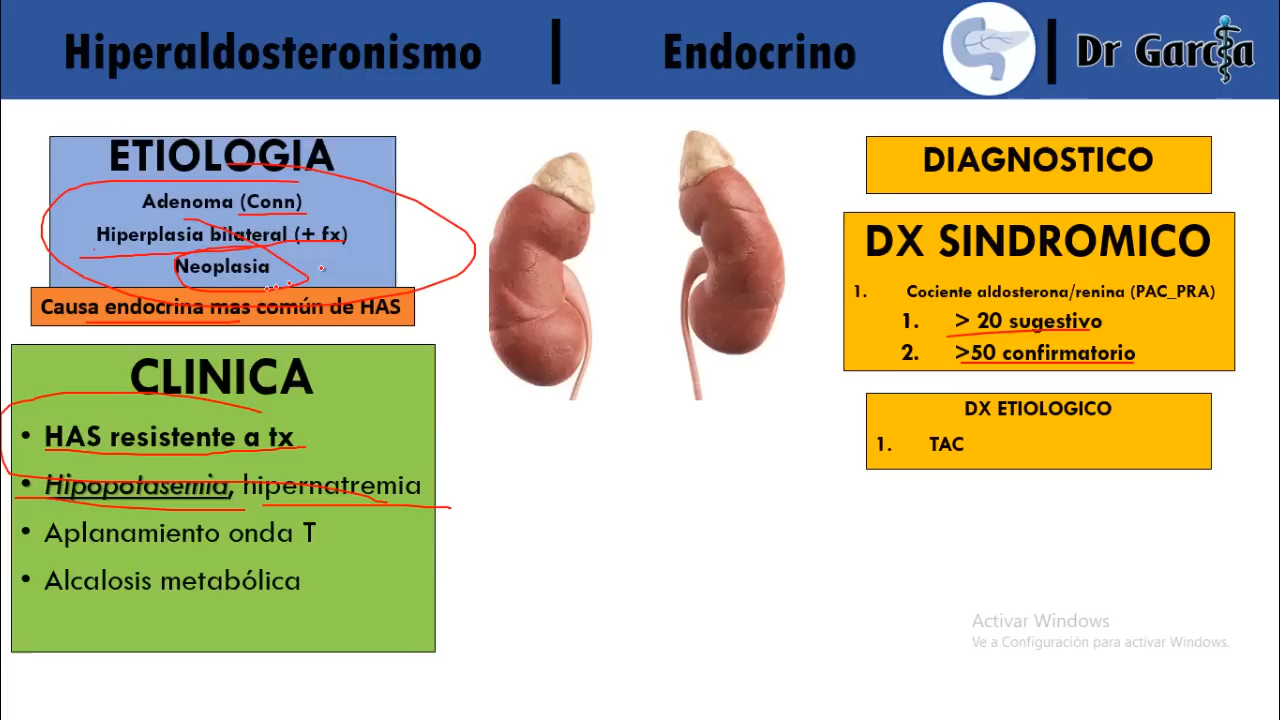 Hiperaldosteronismo | Endocrino | Dr García
ETIOLOGIA
Adenoma (Conn)
Hiperplasia bilateral (+ fx)
Neoplasia
Causa endocrina mas común de HAS
CLINICA
• HAS resistente a tx
• Hipopotasemia, hipernatremia
• Aplanamiento onda T
• Alcalosis metabólica
DIAGNOSTICO
DX SINDROMICO
1. Cociente aldosterona/renina (PAC_PRA)
1. > 20 sugestivo
2. >50 confirmatorio
DX ETIOLOGICO
1. TAC
Activar Windows
Ve a Configuración para activar Windows.